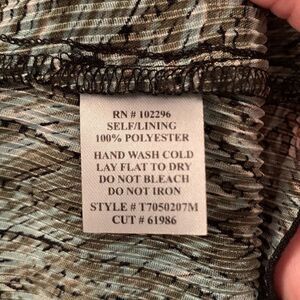 RN # 102296
SELF/LINING
100% POLYESTER
HAND WASH COLD
LAY FLAT TO DRY
DO NOT BLEACH
DO NOT IRON
STYLE # T7050207M
CUT # 61986